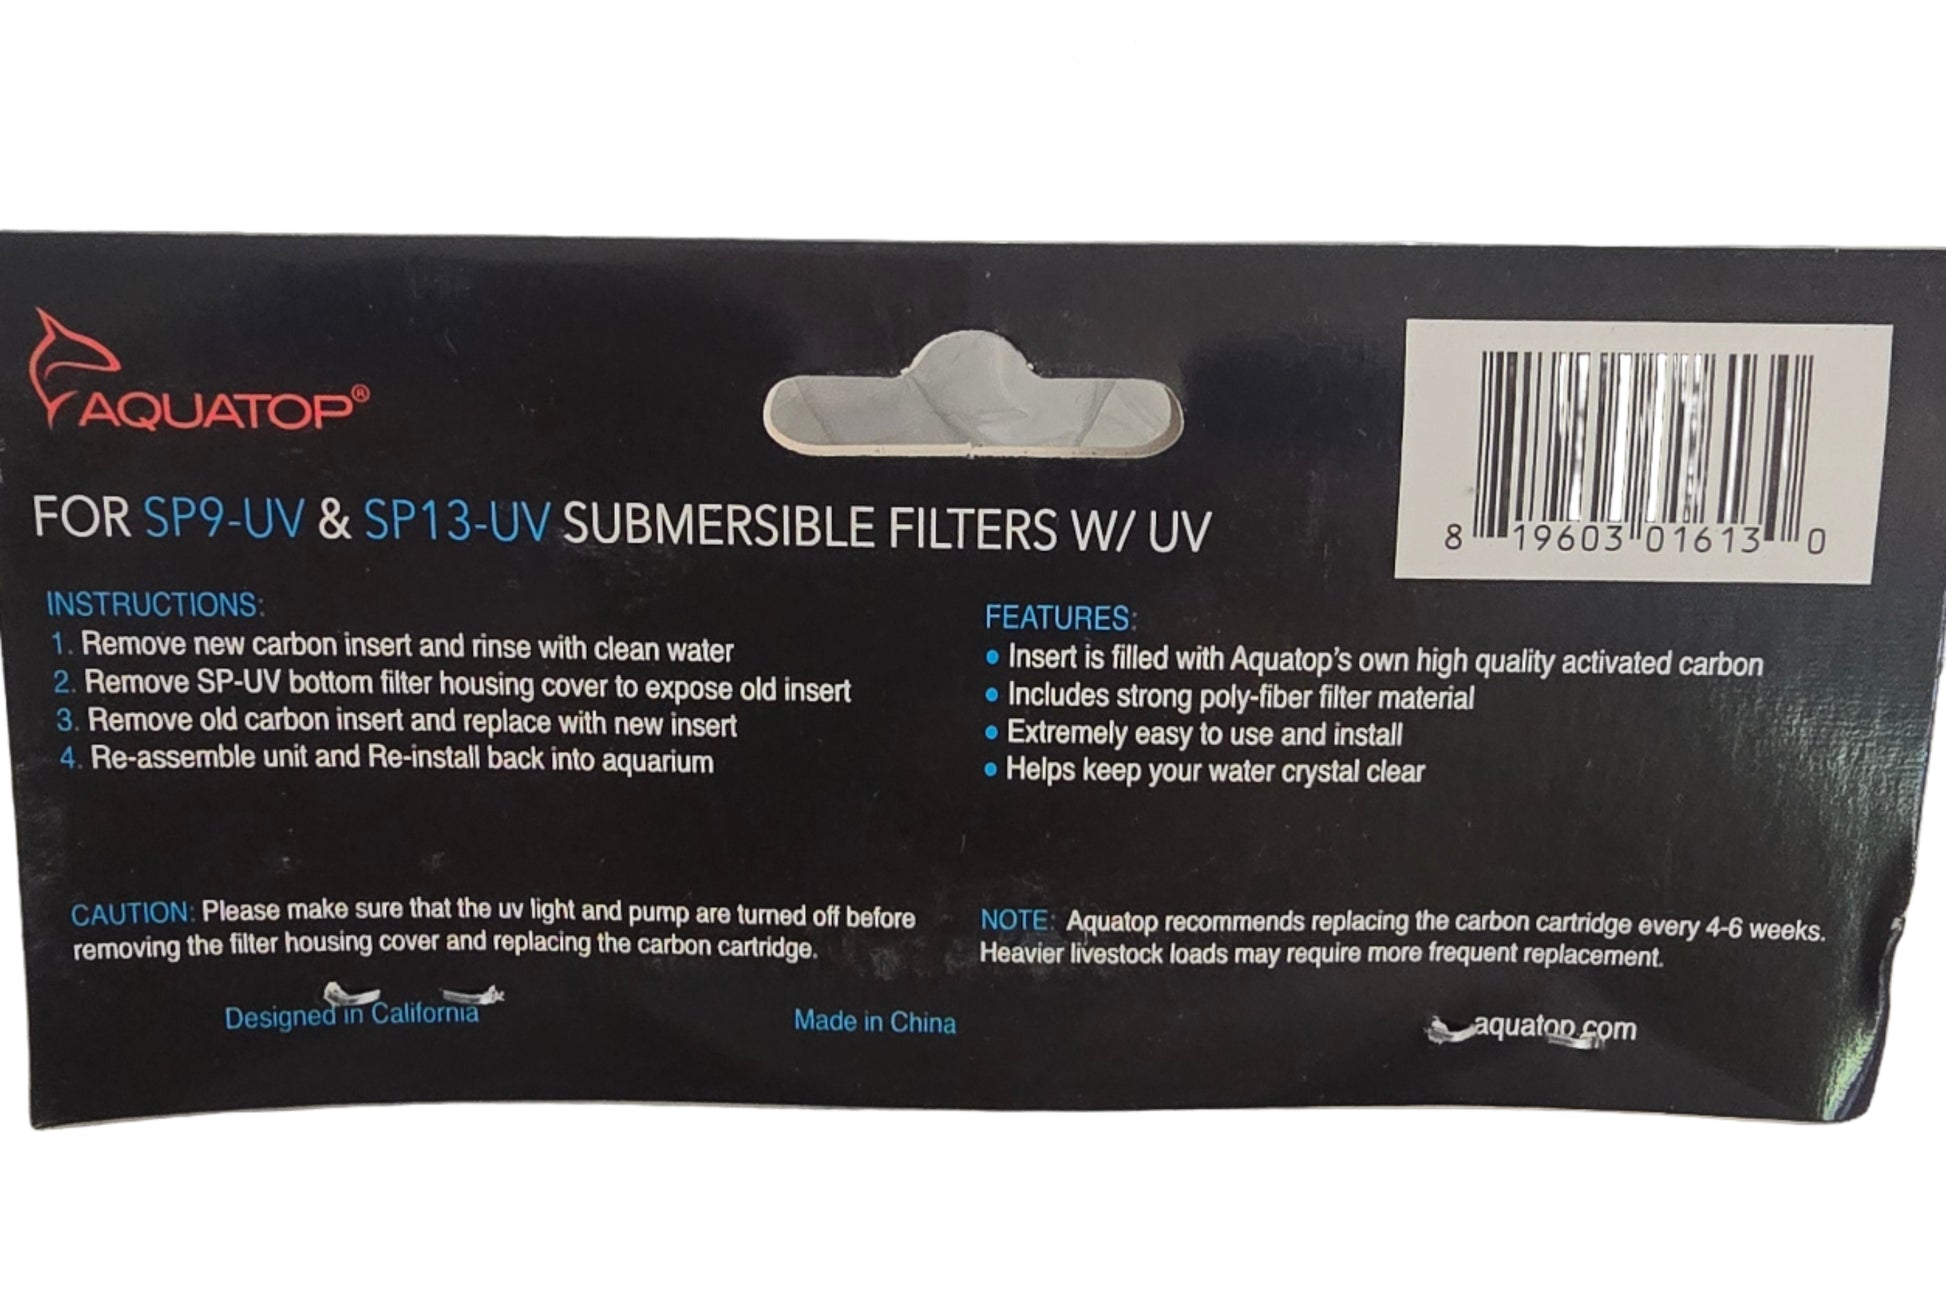 AQUATOP®
FOR SP9-UV & SP13-UV SUBMERSIBLE FILTERS W/ UV
8 19603 01613 0
INSTRUCTIONS:
1. Remove new carbon insert and rinse with clean water
2. Remove SP-UV bottom filter housing cover to expose old insert
3. Remove old carbon insert and replace with new insert
4. Re-assemble unit and Re-install back into aquarium
FEATURES:
• Insert is filled with Aquatop's own high quality activated carbon
• Includes strong poly-fiber filter material
• Extremely easy to use and install
• Helps keep your water crystal clear
CAUTION: Please make sure that the uv light and pump are turned off before
removing the filter housing cover and replacing the carbon cartridge.
NOTE: Aquatop recommends replacing the carbon cartridge every 4-6 weeks.
Heavier livestock loads may require more frequent replacement.
Designed in California
Made in China
aquatop.com